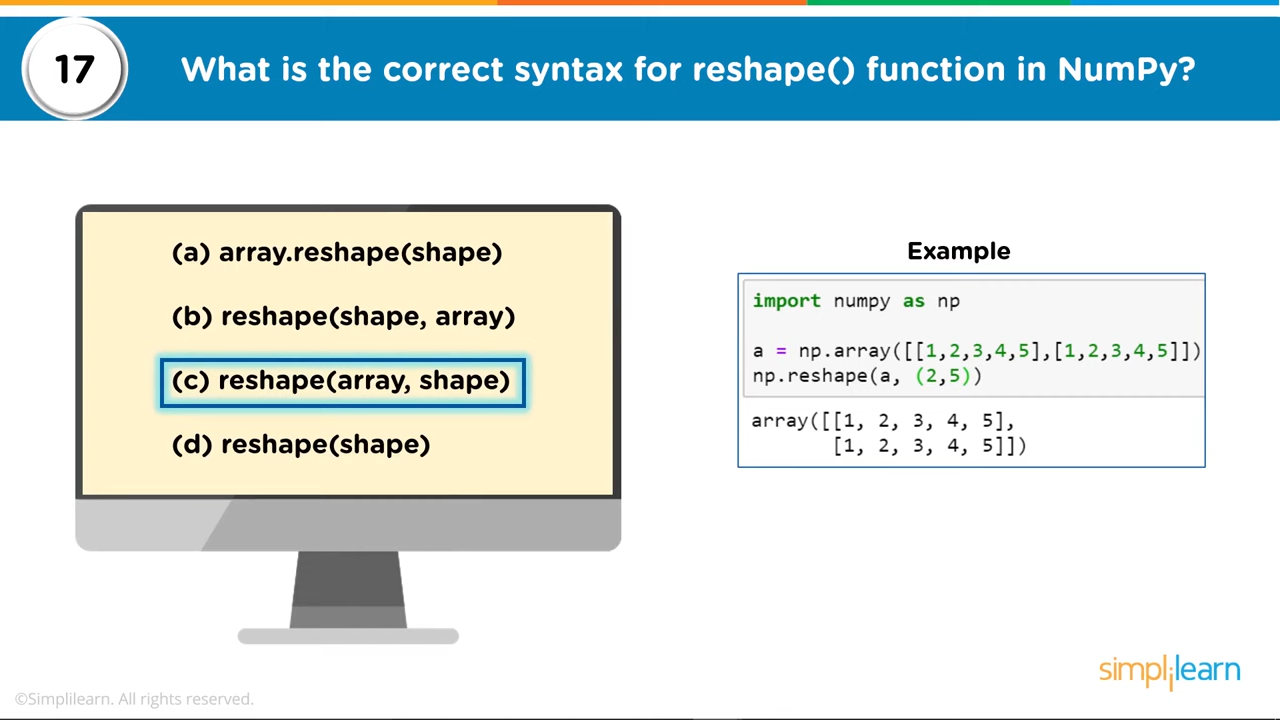 17
What is the correct syntax for reshape() function in NumPy?
(a) array.reshape(shape)
(b) reshape(shape, array)
(c) reshape(array, shape)
(d) reshape(shape)
Example
import numpy as np
a = np.array([[1,2,3,4,5],[1,2,3,4,5]])
np.reshape(a, (2,5))
array([[1, 2, 3, 4, 5],
[1, 2, 3, 4, 5]])
simplilearn
©Simplilearn. All rights reserved.